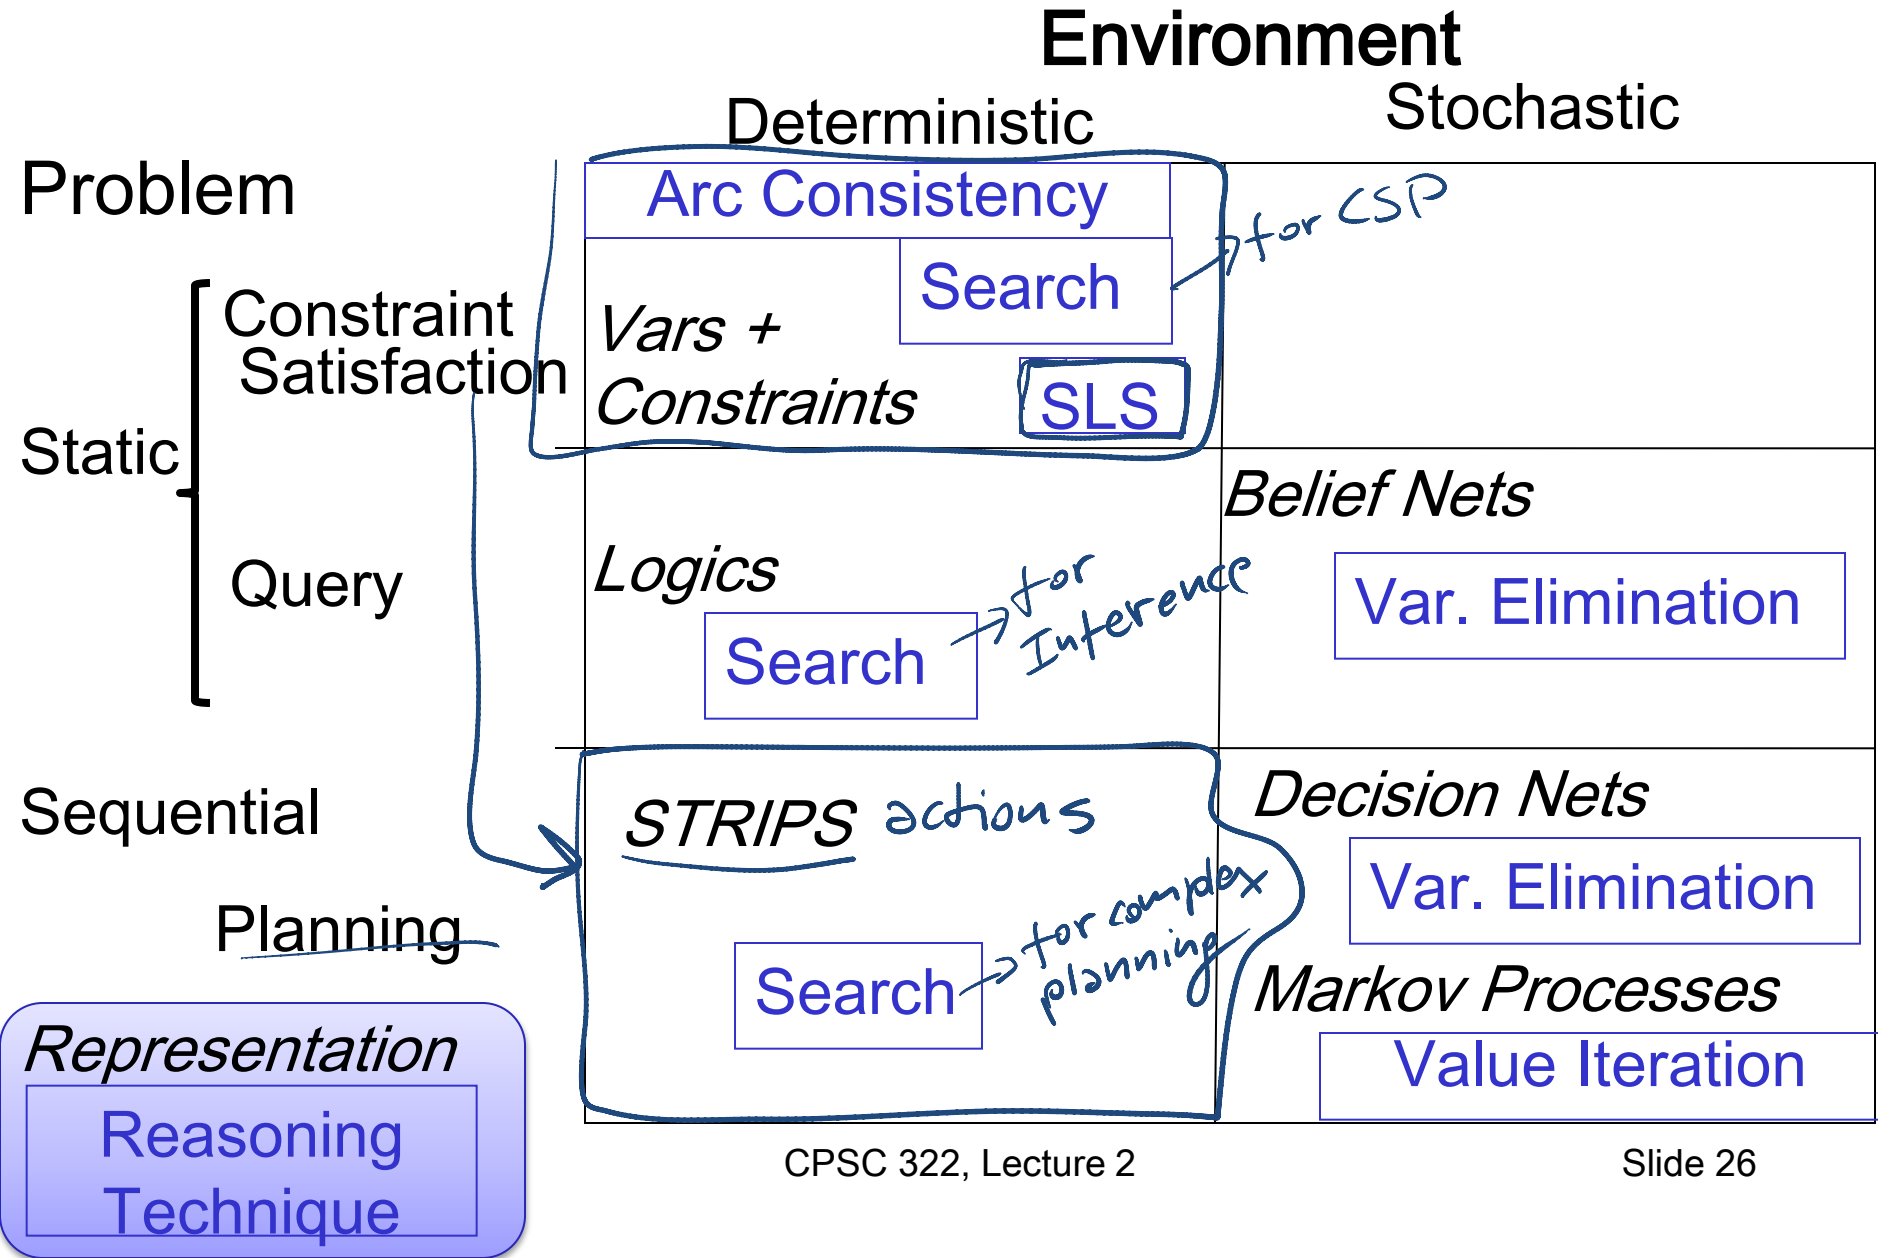 Environment
Deterministic
Stochastic
Problem
Arc Consistency
for CSP
Search
Constraint
Satisfaction
Vars +
Constraints
SLS
Static
Belief Nets
Query
Logics
for
Inference
Search
Var. Elimination
Sequential
STRIPS actions
Decision Nets
Var. Elimination
Planning
Search
for complex
planning
Markov Processes
Value Iteration
Representation
Reasoning
Technique
CPSC 322, Lecture 2
Slide 26